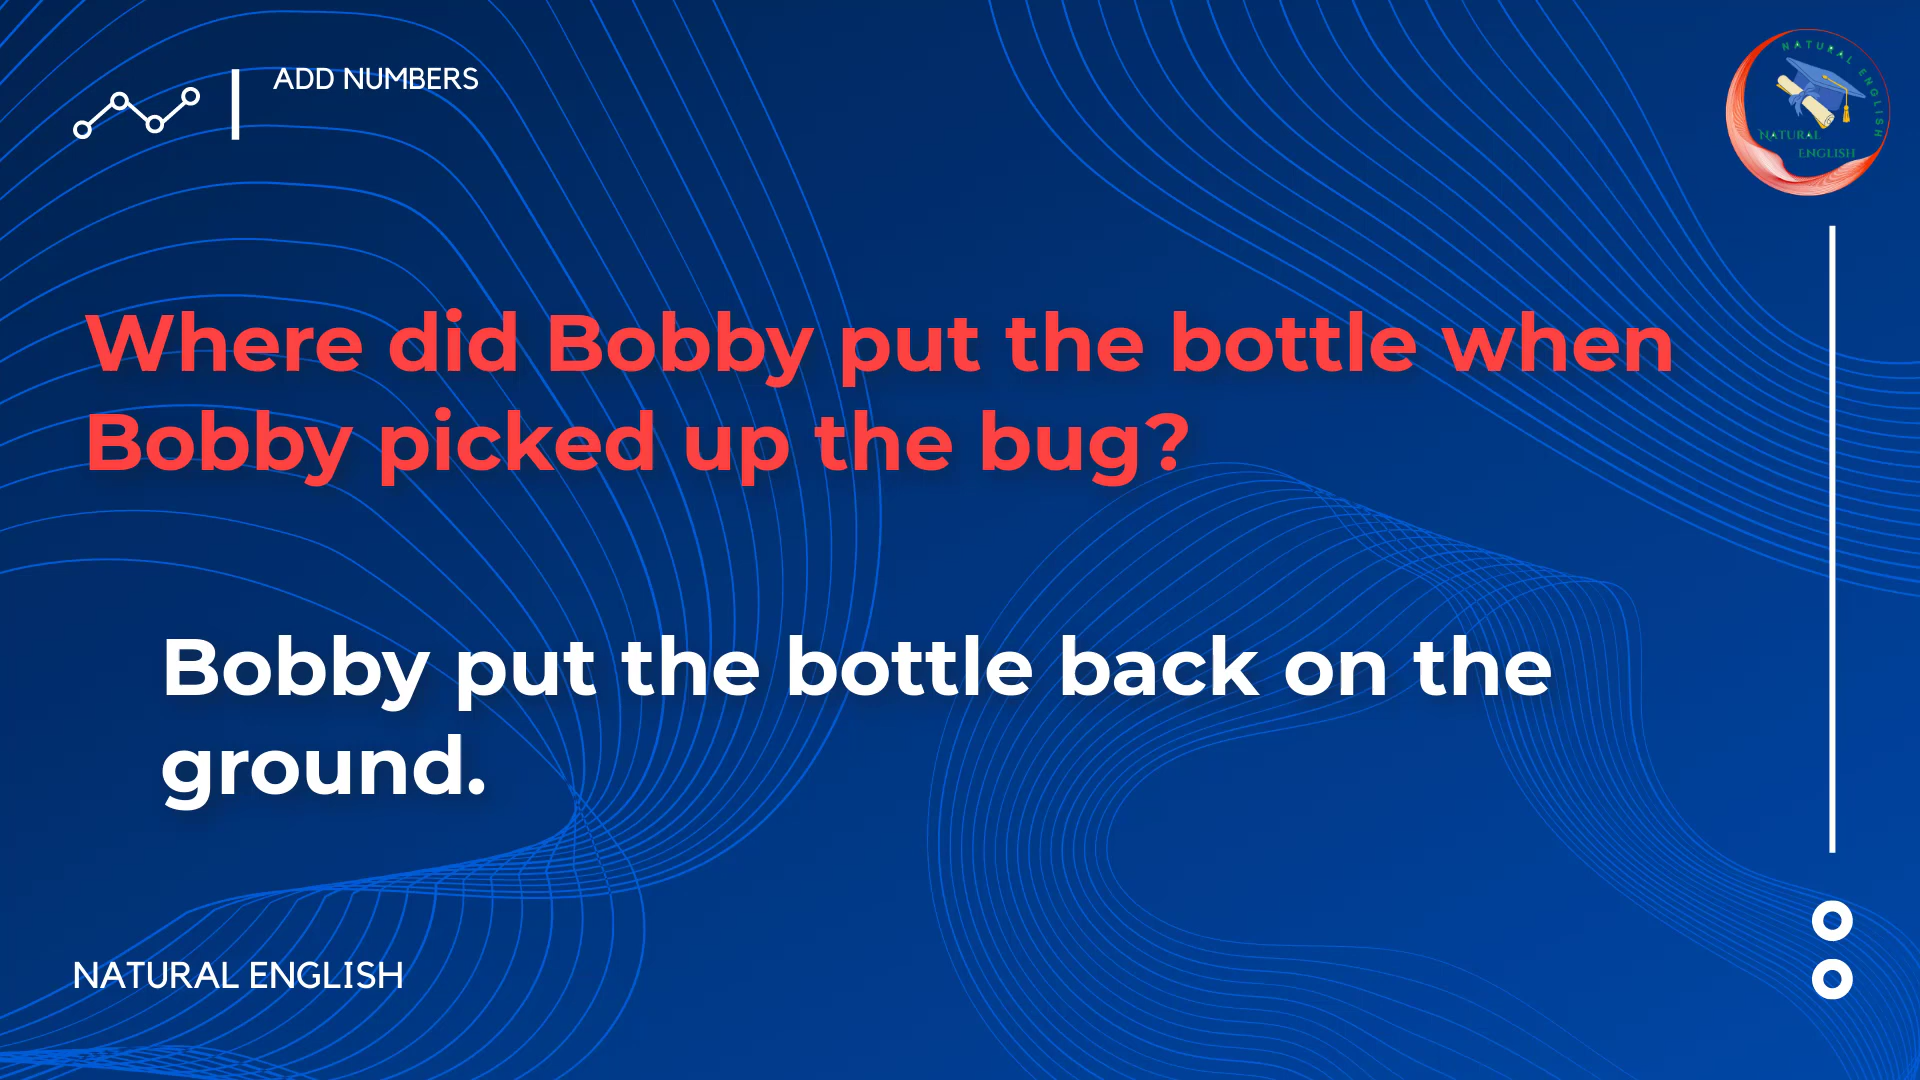 ADD NUMBERS
NATURAL ENGLISH
NATURAL
ENGLISH
Where did Bobby put the bottle when
Bobby picked up the bug?
Bobby put the bottle back on the
ground.
NATURAL ENGLISH